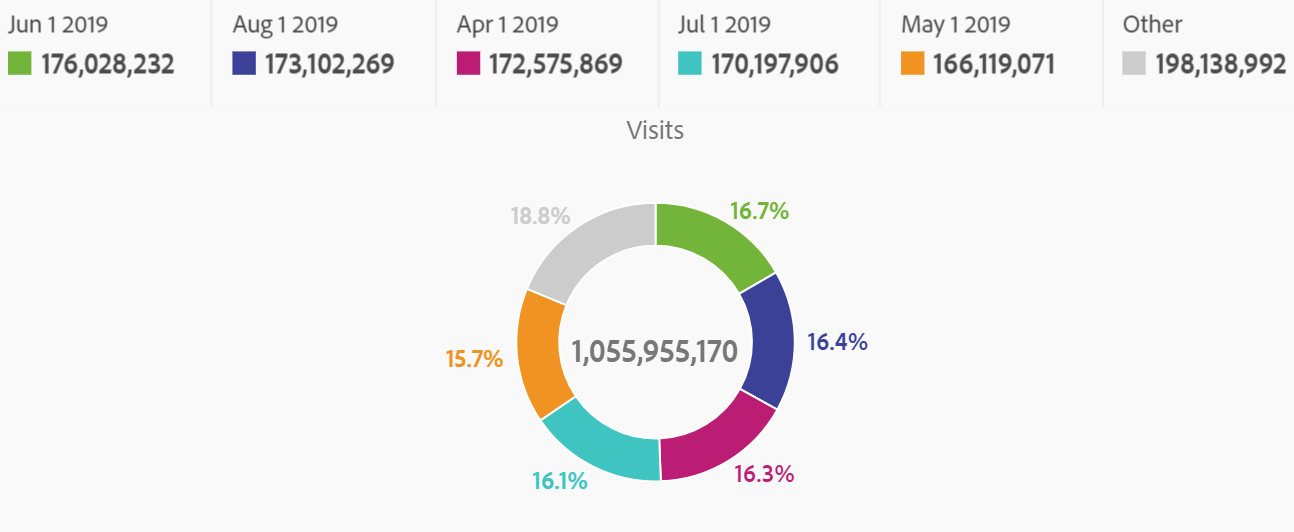 Jun 1 2019 Aug 1 2019 Apr 1 2019 Jul 1 2019 May 1 2019 Other
176,028,232 173,102,269 172,575,869 170,197,906 166,119,071 198,138,992
Visits
18.8% 16.7%
16.4%
1,055,955,170
15.7%
16.3%
16.1%